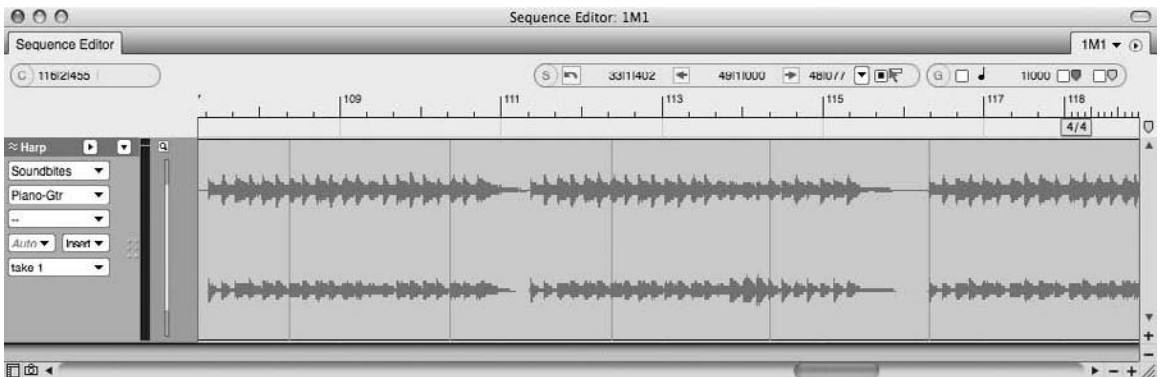 Sequence Editor: 1M1
Sequence Editor
1M1
C 116|2|455
S 33|1|402 49|1|000 48|077
G 1|000
109 111 113 115 117 118
4/4
Harp
Soundbites
Piano-Gtr
--
Auto Insert
take 1